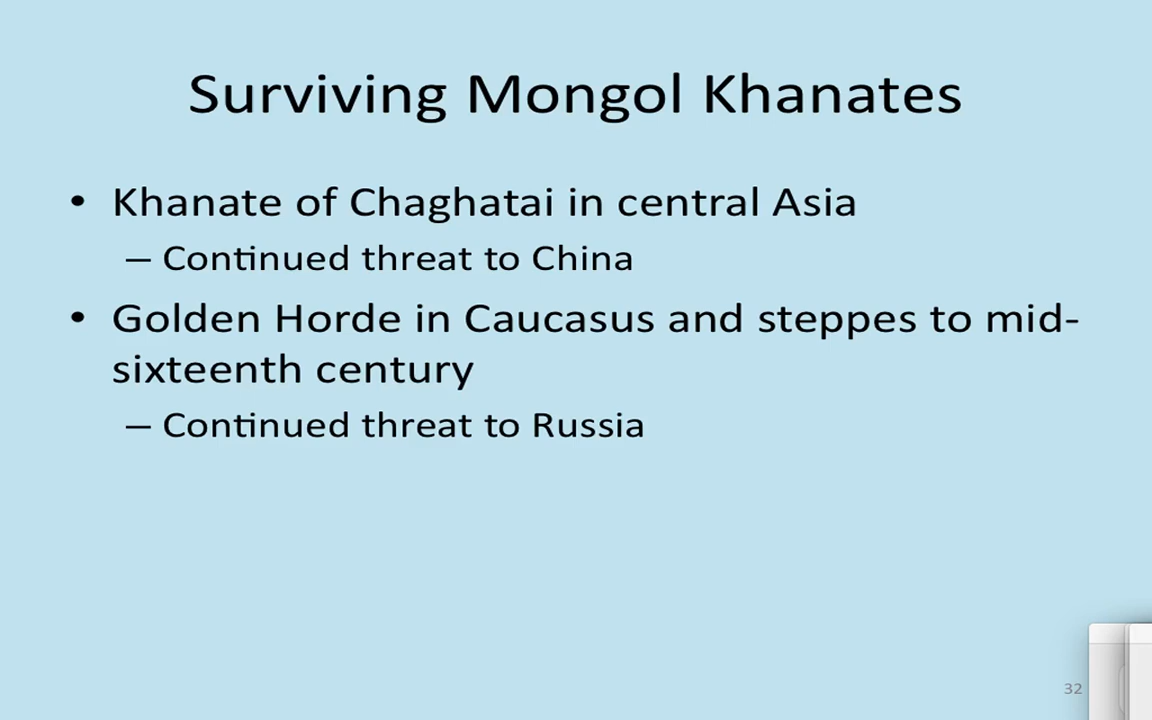 Surviving Mongol Khanates
• Khanate of Chaghatai in central Asia
– Continued threat to China
• Golden Horde in Caucasus and steppes to mid-
sixteenth century
– Continued threat to Russia
32